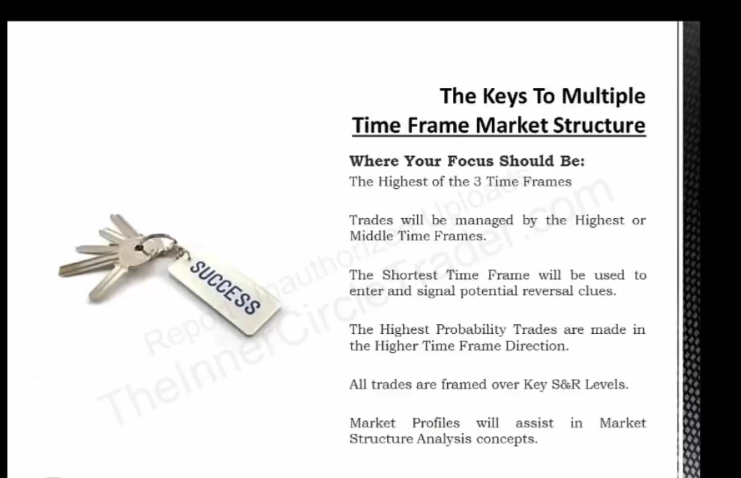 The Keys To Multiple
Time Frame Market Structure
Where Your Focus Should Be:
The Highest of the 3 Time Frames
Trades will be managed by the Highest or
Middle Time Frames.
The Shortest Time Frame will be used to
enter and signal potential reversal clues.
The Highest Probability Trades are made in
the Higher Time Frame Direction.
All trades are framed over Key S&R Levels.
Market Profiles will assist in Market
Structure Analysis concepts.
SUCCESS
TheInnerCircleTrader.com